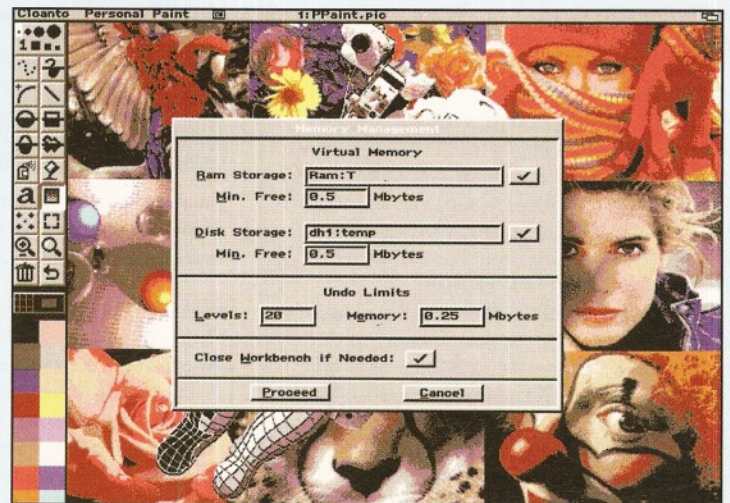 Cloanto Personal Paint 1:PPaint.pic
1
a
Memory Management
Virtual Memory
Ram Storage: Ram:T
Min. Free: 0.5 Mbytes
Disk Storage: dh1:temp
Min. Free: 0.5 Mbytes
Undo Limits
Levels: 20 Memory: 0.25 Mbytes
Close Workbench if Needed:
Proceed Cancel